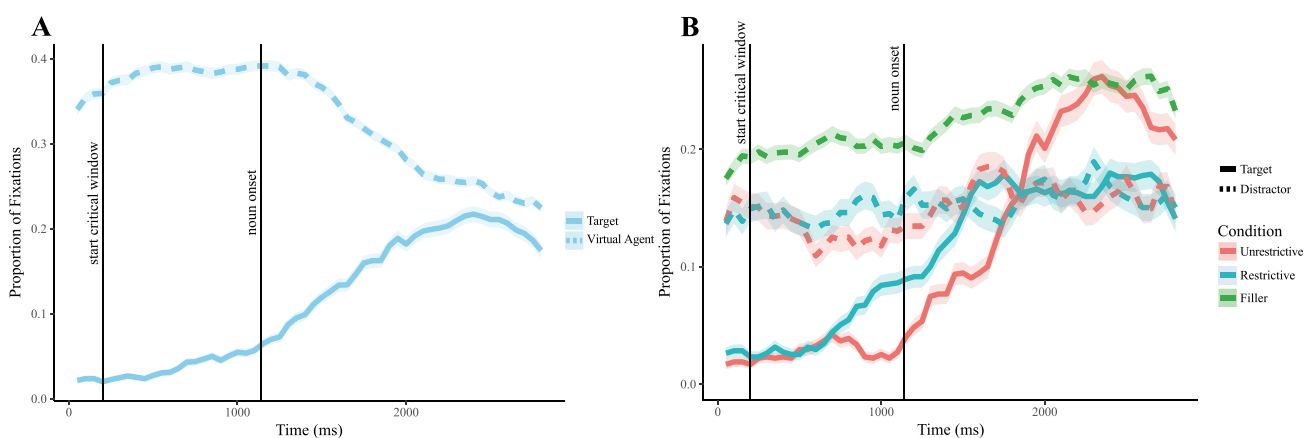 A
Proportion of Fixations
0.4
0.3
0.2
0.1
0.0
start critical window
noun onset
0
1000
2000
Time (ms)
Target
Virtual Agent
B
Proportion of Fixations
0.2
0.1
0.0
start critical window
noun onset
0
1000
2000
Time (ms)
Target
Distractor
Condition
Unrestrictive
Restrictive
Filler